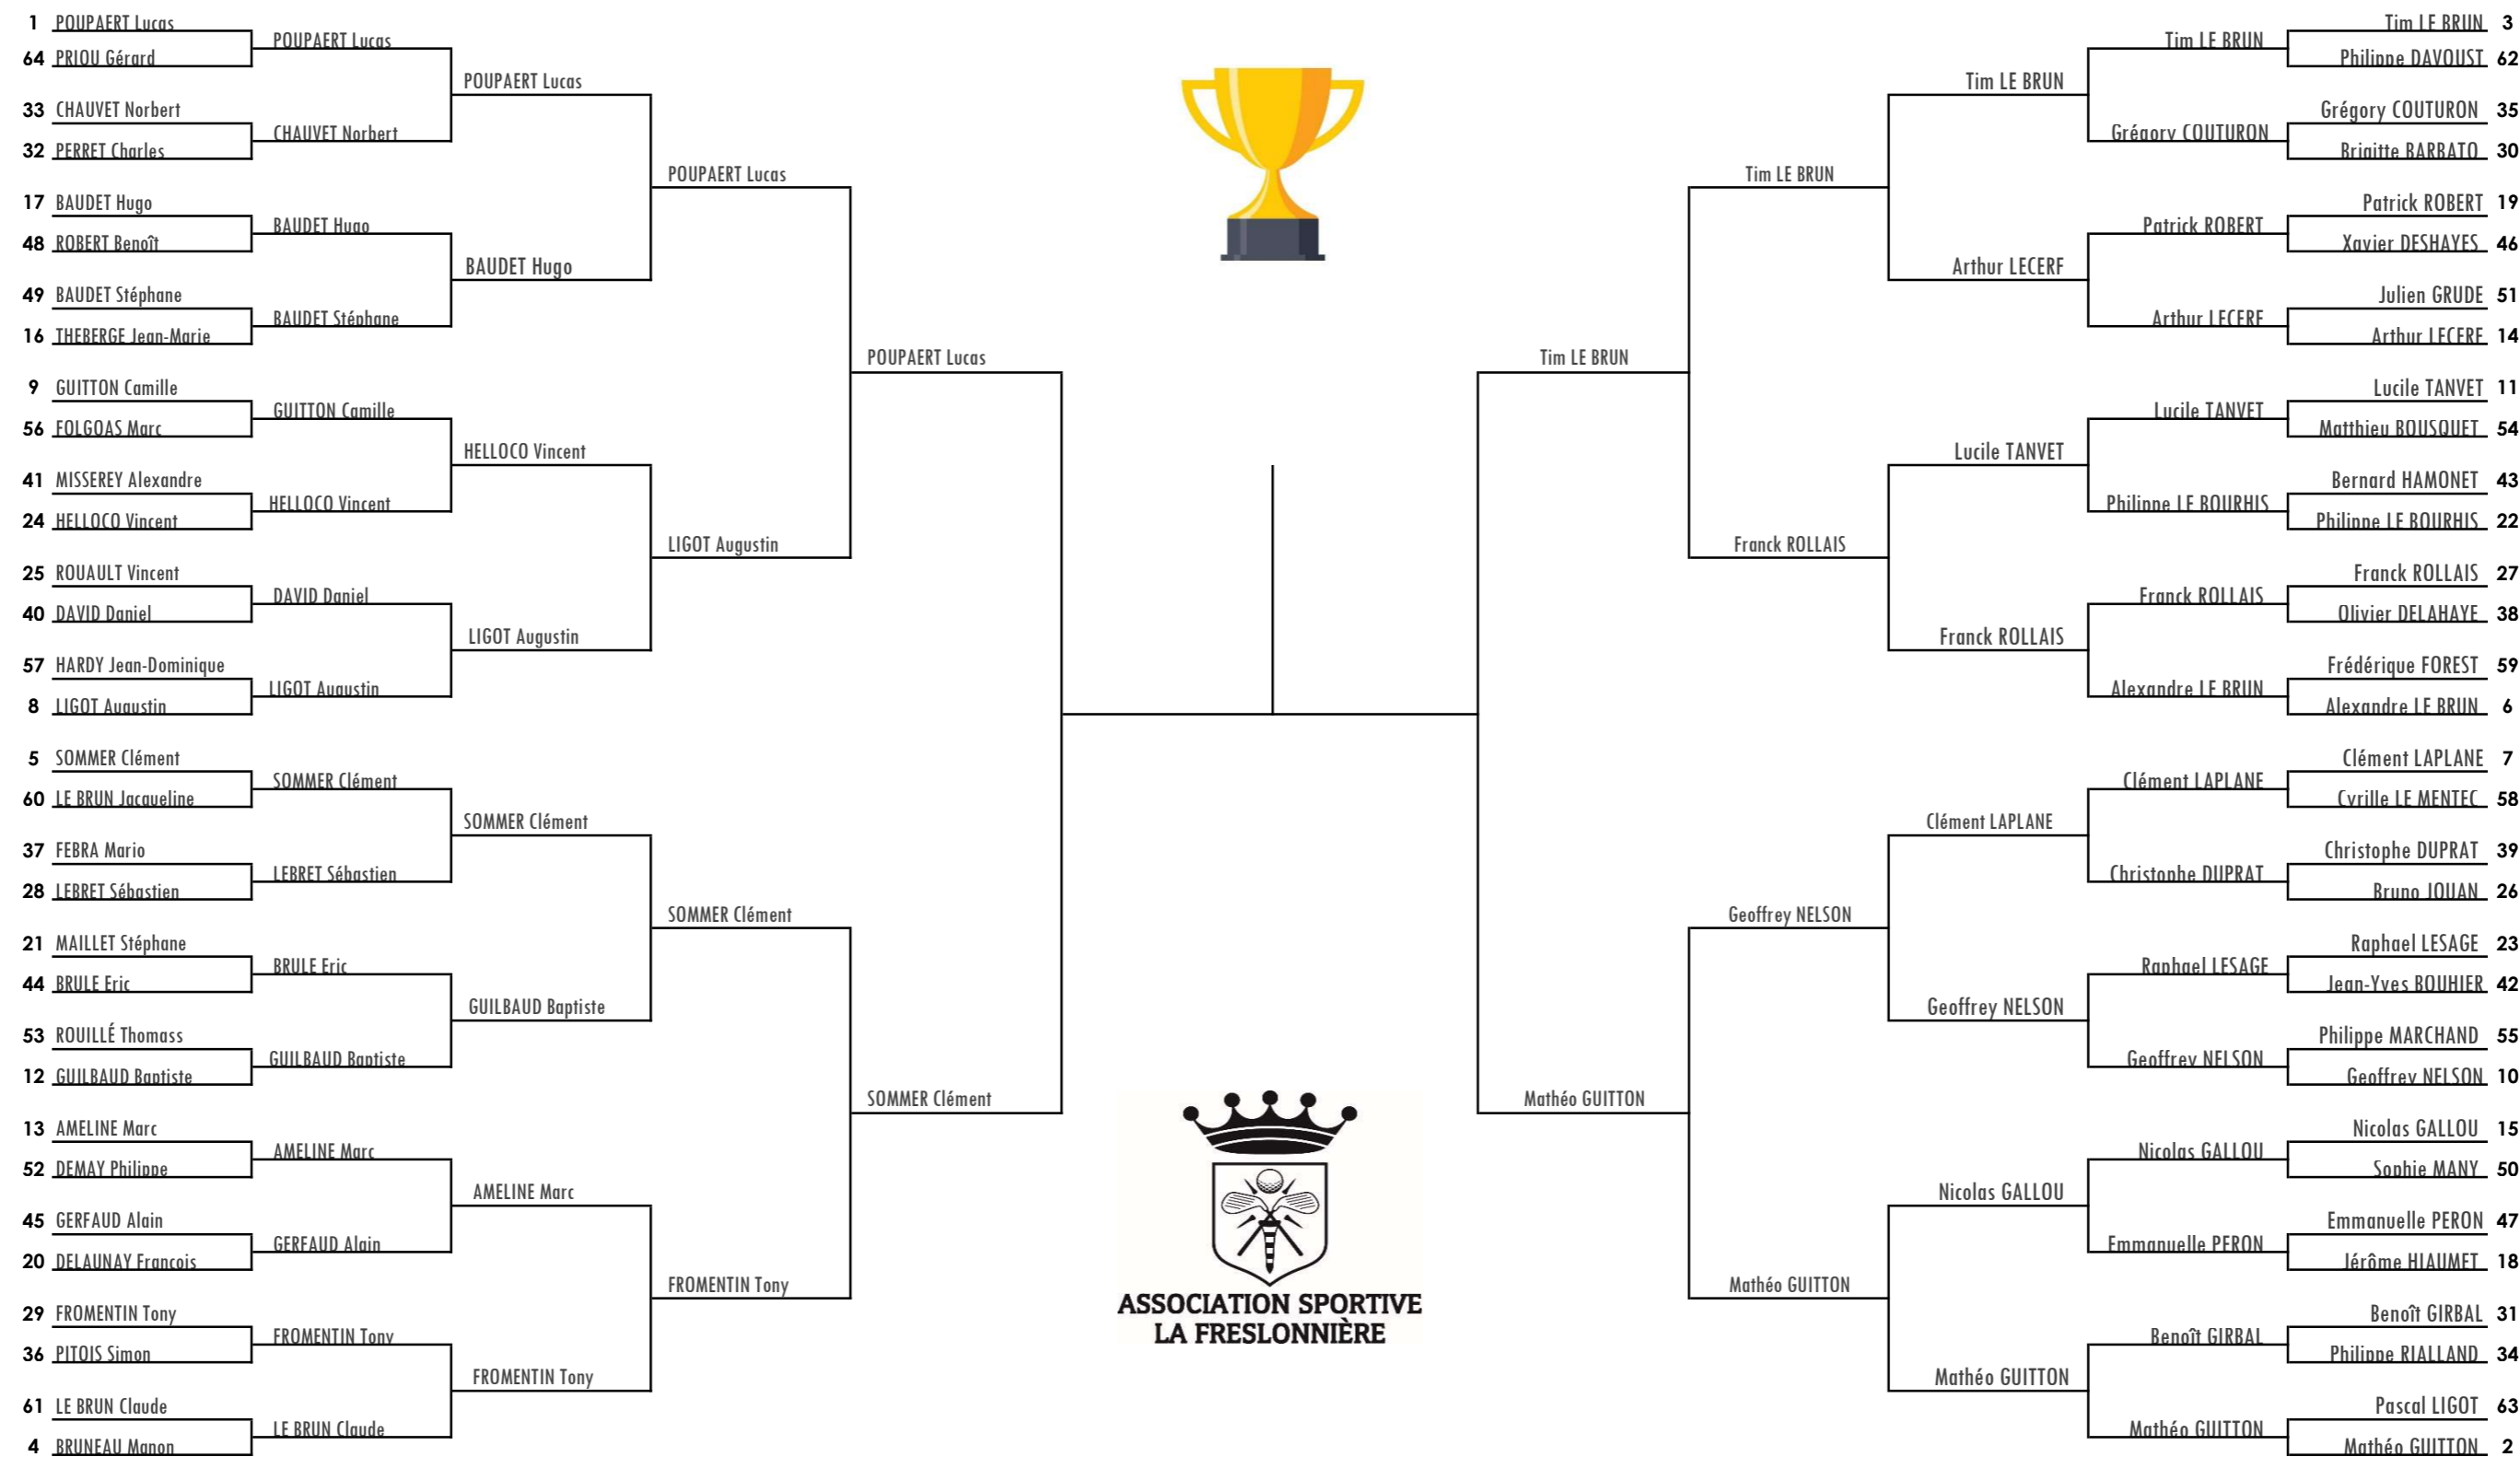 1 POUPAERT Lucas
64 PRIOU Gérard
33 CHAUVET Norbert
32 PERRET Charles
17 BAUDET Hugo
48 ROBERT Benoît
49 BAUDET Stéphane
16 THEBERGE Jean-Marie
9 GUITTON Camille
56 FOLGOAS Marc
41 MISSEREY Alexandre
24 HELLOCO Vincent
25 ROUAULT Vincent
40 DAVID Daniel
57 HARDY Jean-Dominique
8 LIGOT Augustin
5 SOMMER Clément
60 LE BRUN Jacqueline
37 FEBRA Mario
28 LEBRET Sébastien
21 MAILLET Stéphane
44 BRULE Eric
53 ROUILLÉ Thomass
12 GUILBAUD Baptiste
13 AMELINE Marc
52 DEMAY Philippe
45 GERFAUD Alain
20 DELAUNAY François
29 FROMENTIN Tony
36 PITOIS Simon
61 LE BRUN Claude
4 BRUNEAU Manon
POUPAERT Lucas
CHAUVET Norbert
BAUDET Hugo
BAUDET Stéphane
GUITTON Camille
HELLOCO Vincent
DAVID Daniel
LIGOT Augustin
SOMMER Clément
LEBRET Sébastien
BRULE Eric
GUILBAUD Baptiste
AMELINE Marc
GERFAUD Alain
FROMENTIN Tony
LE BRUN Claude
POUPAERT Lucas
BAUDET Hugo
HELLOCO Vincent
LIGOT Augustin
SOMMER Clément
GUILBAUD Baptiste
AMELINE Marc
FROMENTIN Tony
POUPAERT Lucas
LIGOT Augustin
SOMMER Clément
FROMENTIN Tony
POUPAERT Lucas
SOMMER Clément
ASSOCIATION SPORTIVE
LA FRESLONNIÈRE
Tim LE BRUN
Mathéo GUITTON
Tim LE BRUN
Franck ROLLAIS
Geoffrey NELSON
Mathéo GUITTON
Tim LE BRUN
Arthur LECERF
Lucile TANVET
Franck ROLLAIS
Clément LAPLANE
Geoffrey NELSON
Nicolas GALLOU
Mathéo GUITTON
Tim LE BRUN
Grégory COUTURON
Patrick ROBERT
Arthur LECERF
Lucile TANVET
Philippe LE BOURHIS
Franck ROLLAIS
Alexandre LE BRUN
Clément LAPLANE
Christophe DUPRAT
Raphael LESAGE
Geoffrey NELSON
Nicolas GALLOU
Emmanuelle PERON
Benoît GIRBAL
Mathéo GUITTON
Tim LE BRUN 3
Philippe DAVOUST 62
Grégory COUTURON 35
Brigitte BARBATO 30
Patrick ROBERT 19
Xavier DESHAYES 46
Julien GRUDE 51
Arthur LECERF 14
Lucile TANVET 11
Matthieu BOUSQUET 54
Bernard HAMONET 43
Philippe LE BOURHIS 22
Franck ROLLAIS 27
Olivier DELAHAYE 38
Frédérique FOREST 59
Alexandre LE BRUN 6
Clément LAPLANE 7
Cyrille LE MENTEC 58
Christophe DUPRAT 39
Bruno JOUAN 26
Raphael LESAGE 23
Jean-Yves BOUHIER 42
Philippe MARCHAND 55
Geoffrey NELSON 10
Nicolas GALLOU 15
Sophie MANY 50
Emmanuelle PERON 47
Jérôme HIAUMET 18
Benoît GIRBAL 31
Philippe RIALLAND 34
Pascal LIGOT 63
Mathéo GUITTON 2